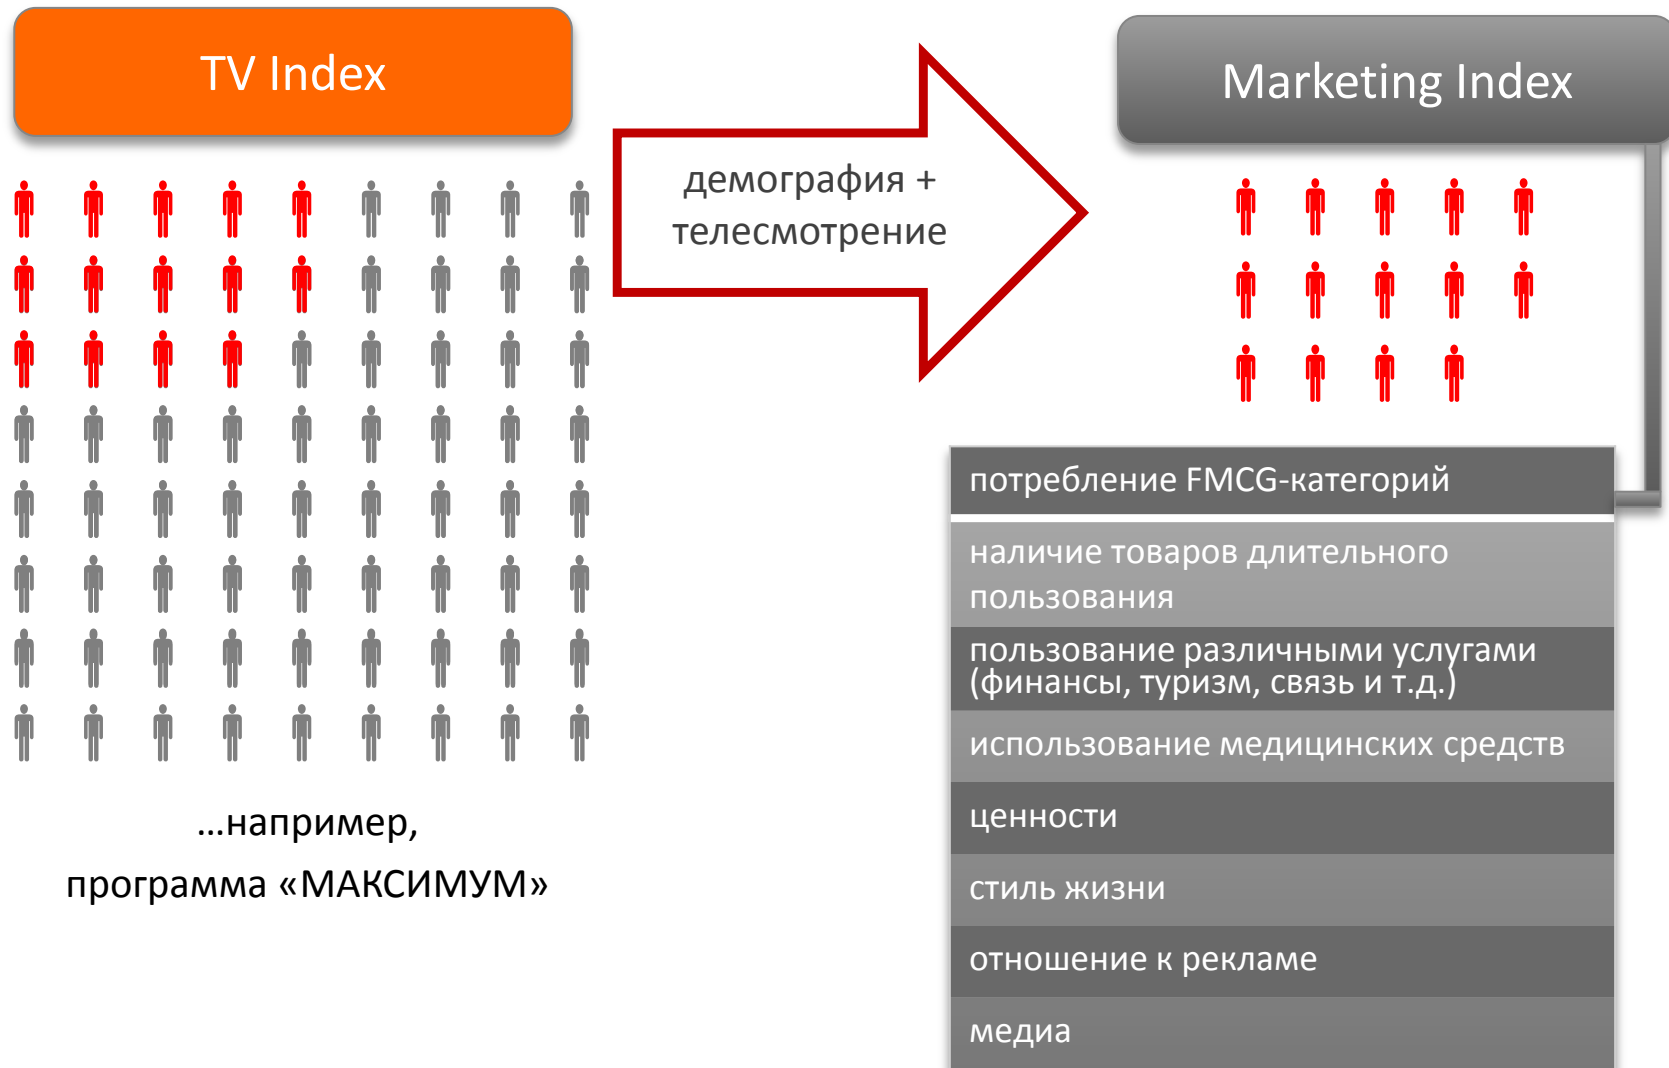 TV Index
демография +
телесмотрение
Marketing Index
…например,
программа «МАКСИМУМ»
потребление FMCG-категорий
наличие товаров длительного
пользования
пользование различными услугами
(финансы, туризм, связь и т.д.)
использование медицинских средств
ценности
стиль жизни
отношение к рекламе
медиа